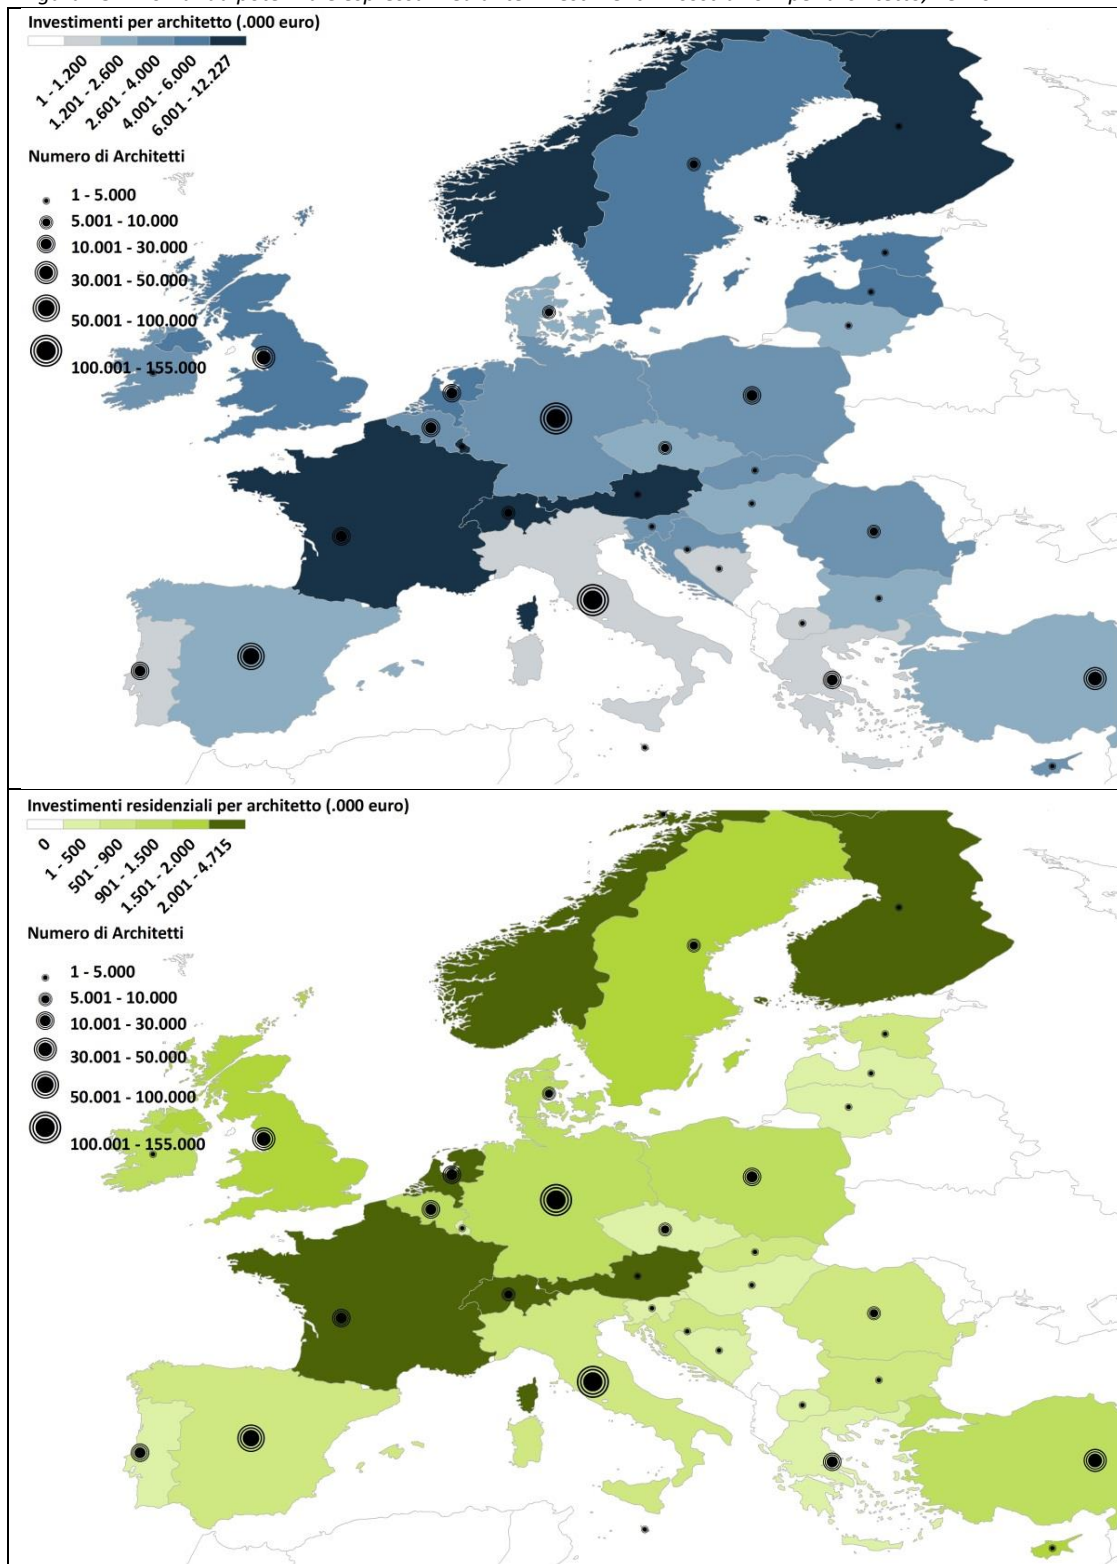 Investimenti per architetto (.000 euro)
1 - 1.200
1.201 - 2.600
2.601 - 4.000
4.001 - 6.000
6.001 - 12.227
Numero di Architetti
1 - 5.000
5.001 - 10.000
10.001 - 30.000
30.001 - 50.000
50.001 - 100.000
100.001 - 155.000
Investimenti residenziali per architetto (.000 euro)
0
1 - 500
501 - 900
901 - 1.500
1.501 - 2.000
2.001 - 4.715
Numero di Architetti
1 - 5.000
5.001 - 10.000
10.001 - 30.000
30.001 - 50.000
50.001 - 100.000
100.001 - 155.000